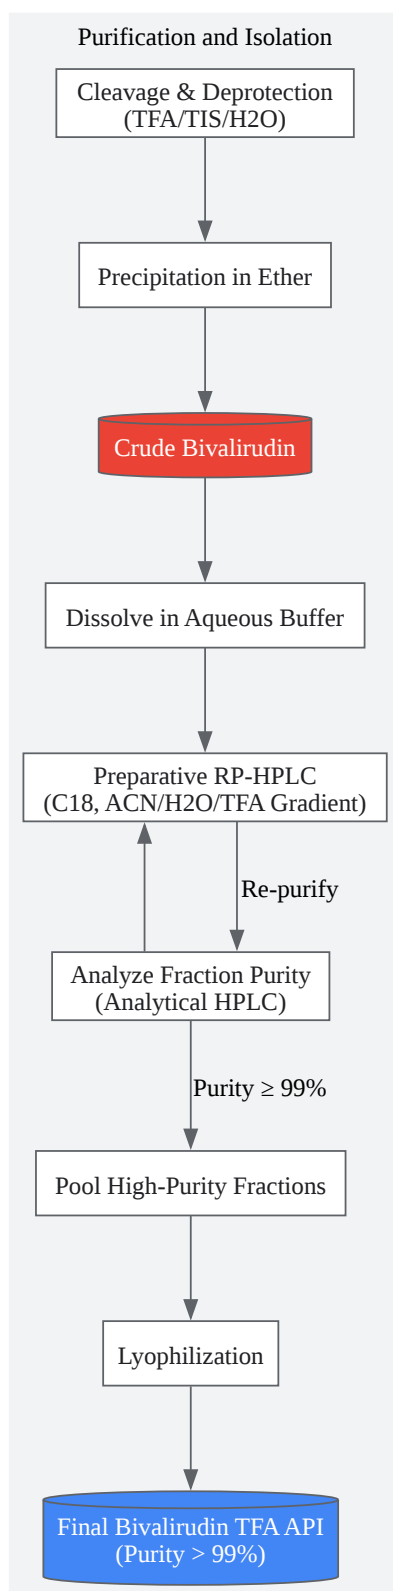 Purification and Isolation
Cleavage & Deprotection
(TFA/TIS/H2O)
Precipitation in Ether
Crude Bivalirudin
Dissolve in Aqueous Buffer
Preparative RP-HPLC
(C18, ACN/H2O/TFA Gradient)
Re-purify
Analyze Fraction Purity
(Analytical HPLC)
Purity ≥ 99%
Pool High-Purity Fractions
Lyophilization
Final Bivalirudin TFA API
(Purity > 99%)